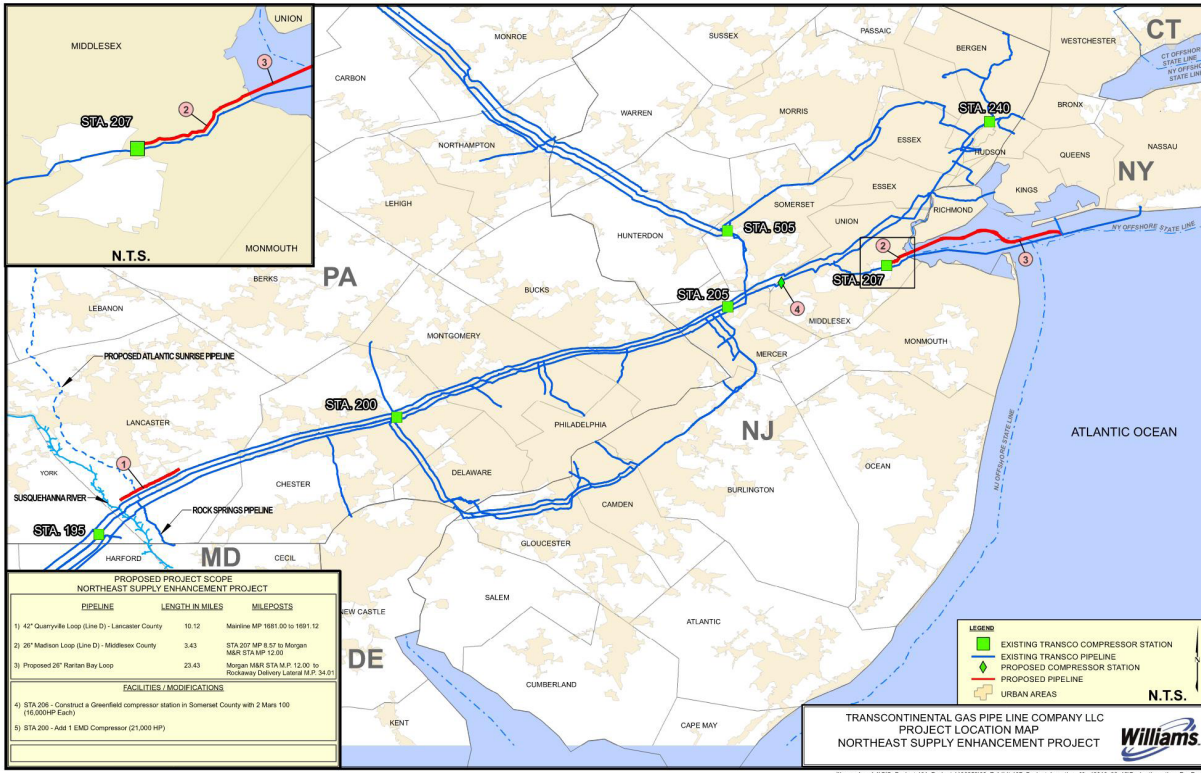 UNION
MIDDLESEX
3
2
STA. 207
MONMOUTH
N.T.S.
MONROE
CARBON
NORTHAMPTON
LEHIGH
BERKS
PA
BUCKS
LEBANON
MONTGOMERY
PROPOSED ATLANTIC SUNRISE PIPELINE
LANCASTER
STA. 200
PHILADELPHIA
YORK
1
CHESTER
DELAWARE
SUSQUEHANNA RIVER
ROCK SPRINGS PIPELINE
STA. 195
HARFORD
MD
CECIL
SUSSEX
PASSAIC
BERGEN
WESTCHESTER
CT
CT OFFSHORE
STATE LINE
NY OFFSHORE
STATE LINE
WARREN
MORRIS
STA. 240
BRONX
ESSEX
HUDSON
QUEENS
NASSAU
NY
ESSEX
KINGS
SOMERSET
UNION
RICHMOND
HUNTERDON
STA. 505
NY OFFSHORE STATE LINE
2
3
STA. 207
STA. 205
4
MIDDLESEX
MERCER
MONMOUTH
NJ
ATLANTIC OCEAN
NJ OFFSHORE STATE LINE
OCEAN
BURLINGTON
CAMDEN
GLOUCESTER
SALEM
NEW CASTLE
ATLANTIC
DE
CUMBERLAND
KENT
CAPE MAY
PROPOSED PROJECT SCOPE
NORTHEAST SUPPLY ENHANCEMENT PROJECT
PIPELINE LENGTH IN MILES MILEPOSTS
1) 42" Quarryville Loop (Line D) - Lancaster County 10.12 Mainline MP 1681.00 to 1691.12
2) 26" Madison Loop (Line D) - Middlesex County 3.43 STA 207 MP 8.57 to Morgan
M&R STA MP 12.00
3) Proposed 26" Raritan Bay Loop 23.43 Morgan M&R STA M.P. 12.00 to
Rockaway Delivery Lateral M.P. 34.01
FACILITIES / MODIFICATIONS
4) STA 206 - Construct a Greenfield compressor station in Somerset County with 2 Mars 100
(16,000HP Each)
5) STA 200 - Add 1 EMD Compressor (21,000 HP)
LEGEND
EXISTING TRANSCO COMPRESSOR STATION
EXISTING TRANSCO PIPELINE
PROPOSED COMPRESSOR STATION
PROPOSED PIPELINE
URBAN AREAS
N.T.S.
TRANSCONTINENTAL GAS PIPE LINE COMPANY LLC
PROJECT LOCATION MAP
NORTHEAST SUPPLY ENHANCEMENT PROJECT
Williams